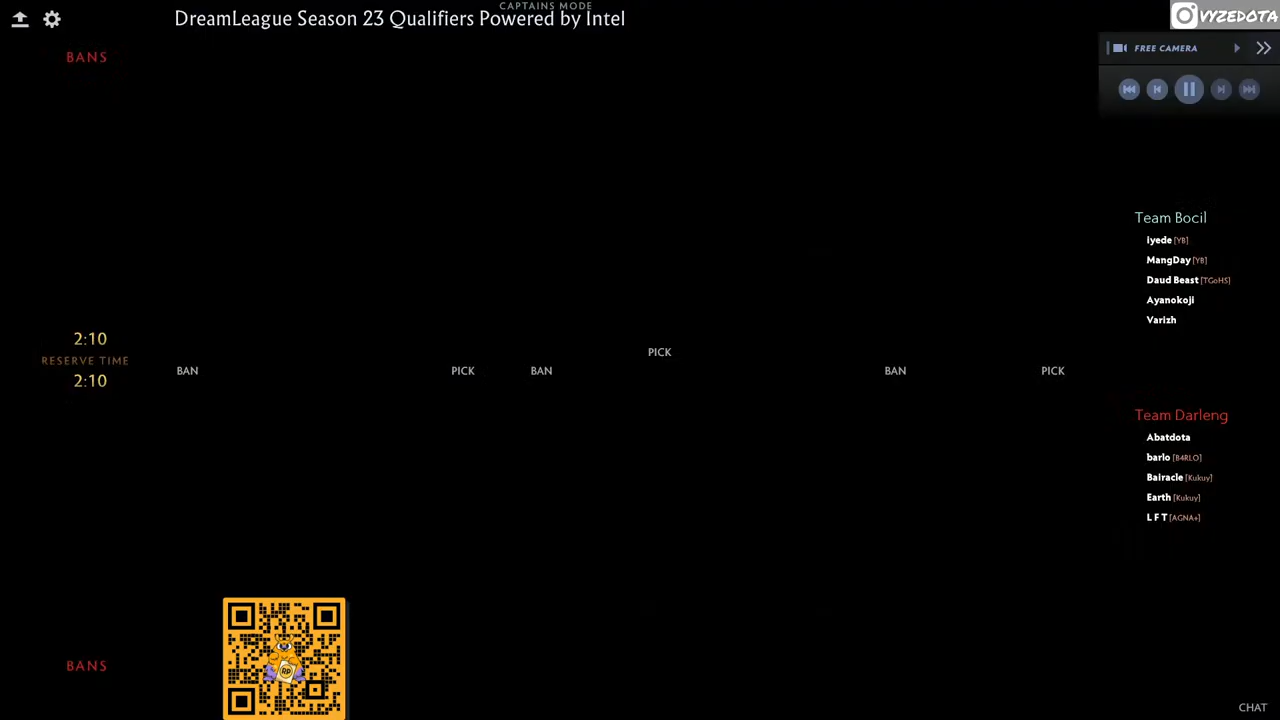 CAPTAINS MODE
DreamLeague Season 23 Qualifiers Powered by Intel
VYZEDOTA
BANS
FREE CAMERA
Team Bocil
iyede [YB]
MangDay [YB]
Daud Beast [TGoHS]
Ayanokoji
Varizh
2:10
RESERVE TIME
2:10
BAN
PICK
BAN
PICK
BAN
PICK
Team Darleng
Abatdota
barlo [B4RLO]
Bairacle [Kukuy]
Earth [Kukuy]
L F T [AGNA+]
BANS
RP
CHAT